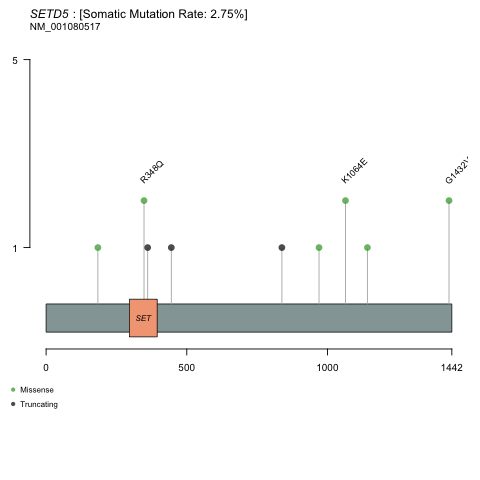 SETD5 : [Somatic Mutation Rate: 2.75%]
NM_001080517
5
R348Q
K1064E
1
SET
0
500
1000
1442
Missense
Truncating